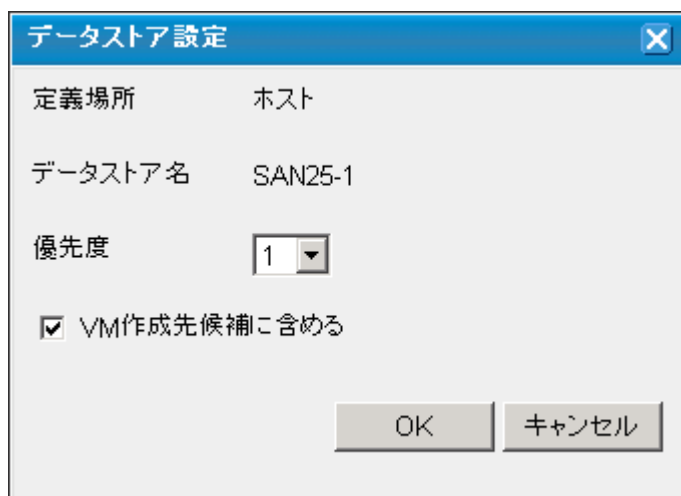 データストア設定
定義場所 ホスト
データストア名 SAN25-1
優先度 1
VM作成先候補に含める
OK キャンセル